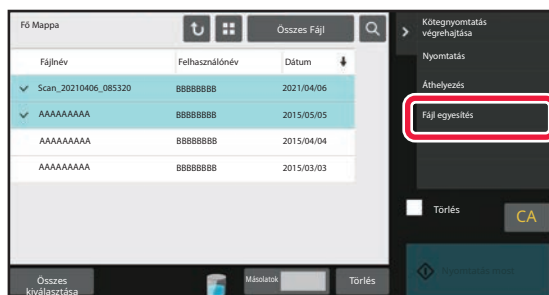 Fő Mappa
Összes Fájl
Fájlnév Felhasználónév Dátum
Scan_20210406_085320 BBBBBBBB 2021/04/06
AAAAAAAAA BBBBBBBB 2015/05/05
AAAAAAAAA BBBBBBBB 2015/04/04
AAAAAAAAA BBBBBBBB 2015/03/03
Összes
kiválasztása
Másolatok
Törlés
Kötegnyomtatás
végrehajtása
Nyomtatás
Áthelyezés
Fájl egyesítés
Törlés
CA